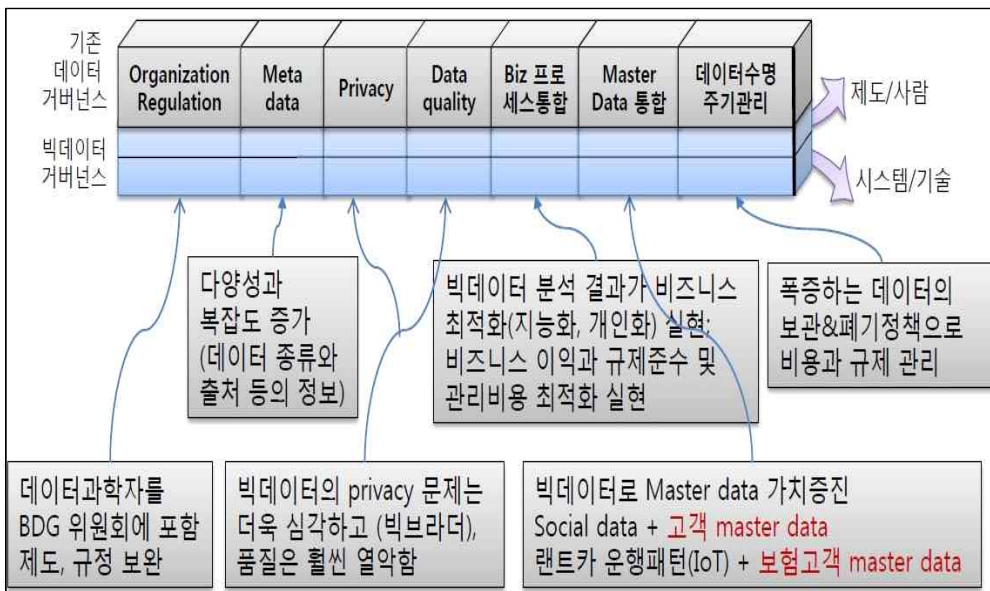 기존
데이터
거버넌스
Organization
Regulation
Meta
data
Privacy
Data
quality
Biz 프로
세스통합
Master
Data 통합
데이터수명
주기관리
제도/사람
빅데이터
거버넌스
시스템/기술
다양성과
복잡도 증가
(데이터 종류와
출처 등의 정보)
빅데이터 분석 결과가 비즈니스
최적화(지능화, 개인화) 실현;
비즈니스 이익과 규제준수 및
관리비용 최적화 실현
폭증하는 데이터의
보관&폐기정책으로
비용과 규제 관리
데이터과학자를
BDG 위원회에 포함
제도, 규정 보완
빅데이터의 privacy 문제는
더욱 심각하고 (빅브라더),
품질은 훨씬 열악함
빅데이터로 Master data 가치증진
Social data + 고객 master data
랜트카 운행패턴(IoT) + 보험고객 master data